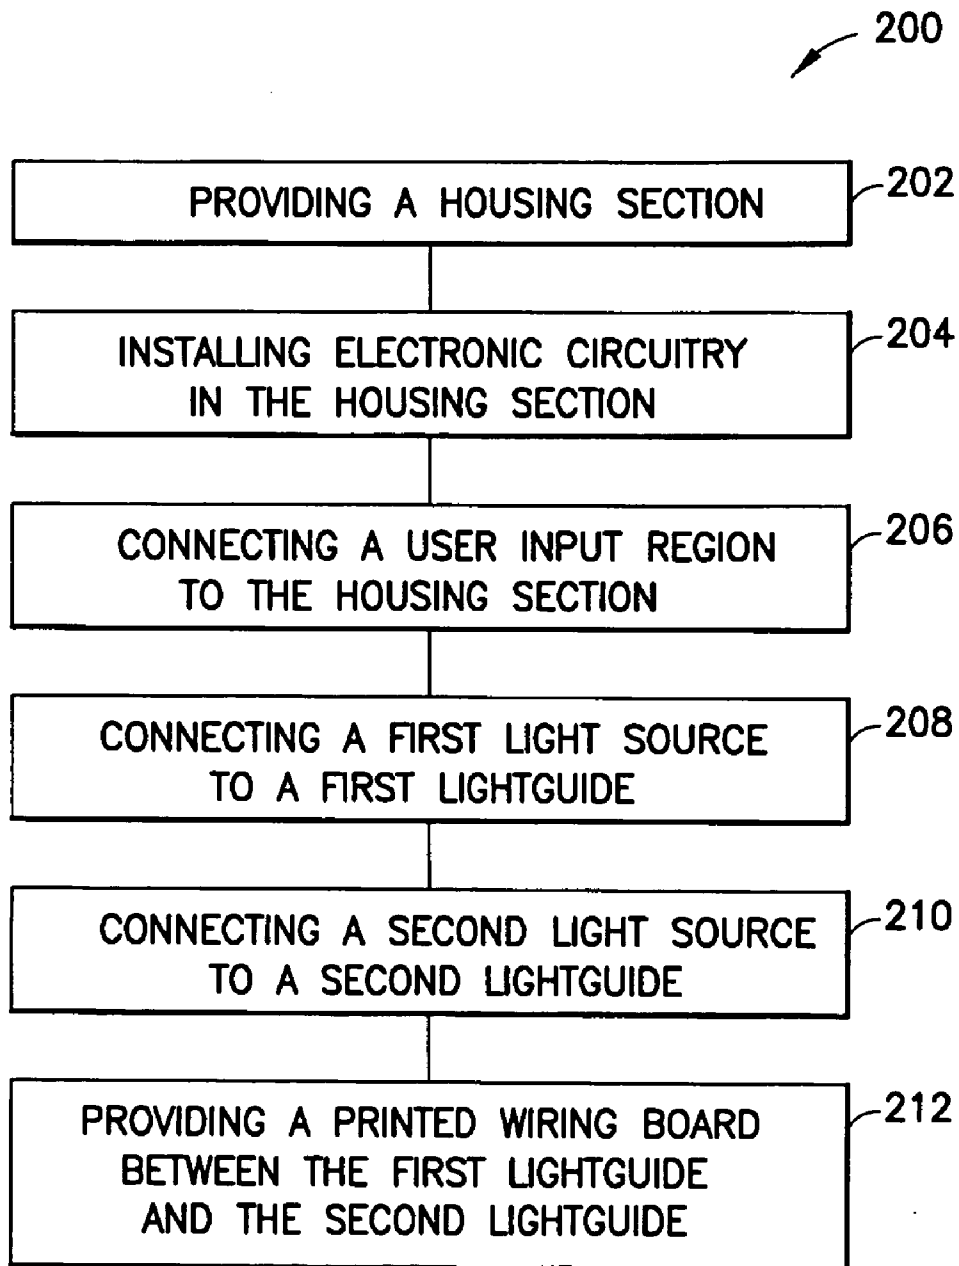 200
PROVIDING A HOUSING SECTION
202
INSTALLING ELECTRONIC CIRCUITRY
IN THE HOUSING SECTION
204
CONNECTING A USER INPUT REGION
TO THE HOUSING SECTION
206
CONNECTING A FIRST LIGHT SOURCE
TO A FIRST LIGHTGUIDE
208
CONNECTING A SECOND LIGHT SOURCE
TO A SECOND LIGHTGUIDE
210
PROVIDING A PRINTED WIRING BOARD
BETWEEN THE FIRST LIGHTGUIDE
AND THE SECOND LIGHTGUIDE
212